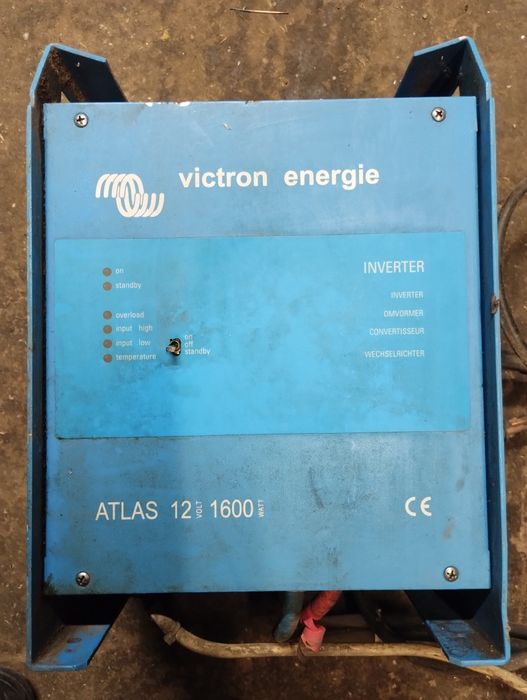 victron energie
on
standby
overload
input high
input low
temperature
on
off
standby
INVERTER
INVERTER
OMVORMER
CONVERTISSEUR
WECHSELRICHTER
ATLAS 12 VOLT 1600 WATT
CE